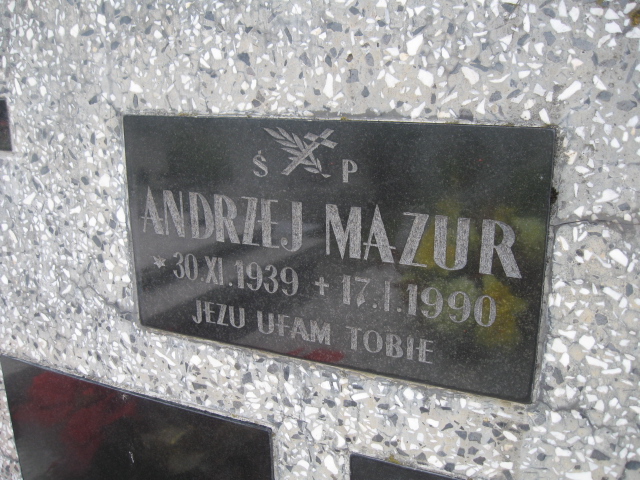 Ś P
ANDRZEJ MAZUR
* 30.XI.1939 + 17.I.1990
JEZU UFAM TOBIE